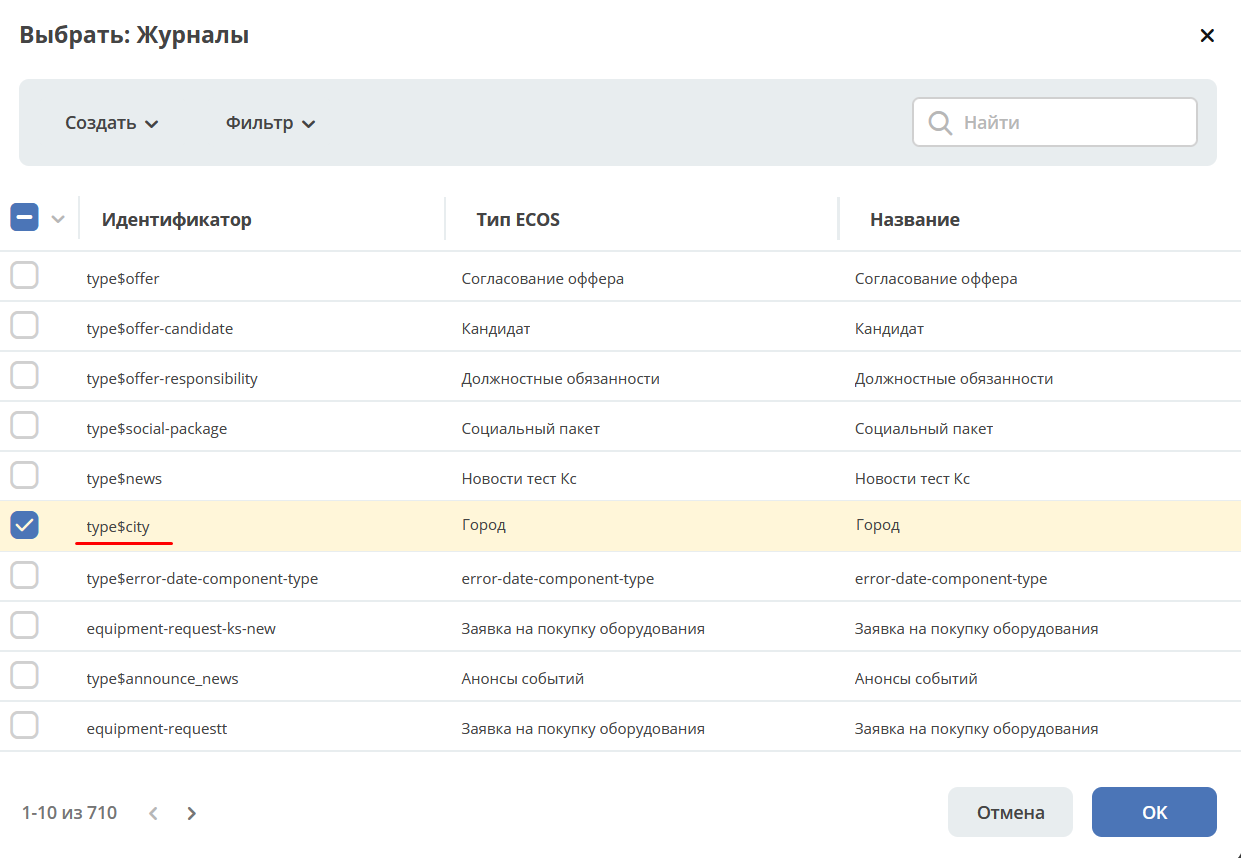 Выбрать: Журналы
Создать Фильтр Найти
Идентификатор Тип ECOS Название
type$offer Согласование оффера Согласование оффера
type$offer-candidate Кандидат Кандидат
type$offer-responsibility Должностные обязанности Должностные обязанности
type$social-package Социальный пакет Социальный пакет
type$news Новости тест Кс Новости тест Кс
type$city Город Город
type$error-date-component-type error-date-component-type error-date-component-type
equipment-request-ks-new Заявка на покупку оборудования Заявка на покупку оборудования
type$announce_news Анонсы событий Анонсы событий
equipment-requestt Заявка на покупку оборудования Заявка на покупку оборудования
1-10 из 710 Отмена OK